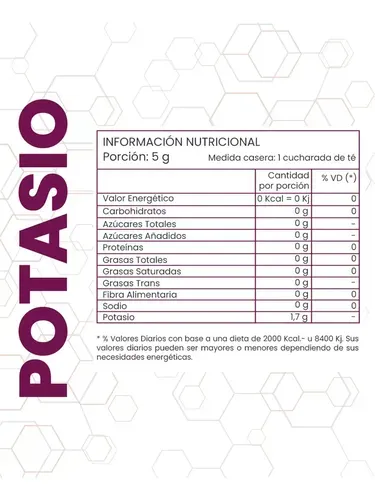 POTASIO
INFORMACIÓN NUTRICIONAL
Porción: 5 g Medida casera: 1 cucharada de té
Cantidad por porción % VD (*)
Valor Energético 0 Kcal = 0 Kj 0
Carbohidratos 0 g 0
Azúcares Totales 0 g -
Azúcares Añadidos 0 g -
Proteínas 0 g 0
Grasas Totales 0 g 0
Grasas Saturadas 0 g 0
Grasas Trans 0 g -
Fibra Alimentaria 0 g 0
Sodio 0 g 0
Potasio 1,7 g -
* % Valores Diarios con base a una dieta de 2000 Kcal.- u 8400 Kj. Sus
valores diarios pueden ser mayores o menores dependiendo de sus
necesidades energéticas.